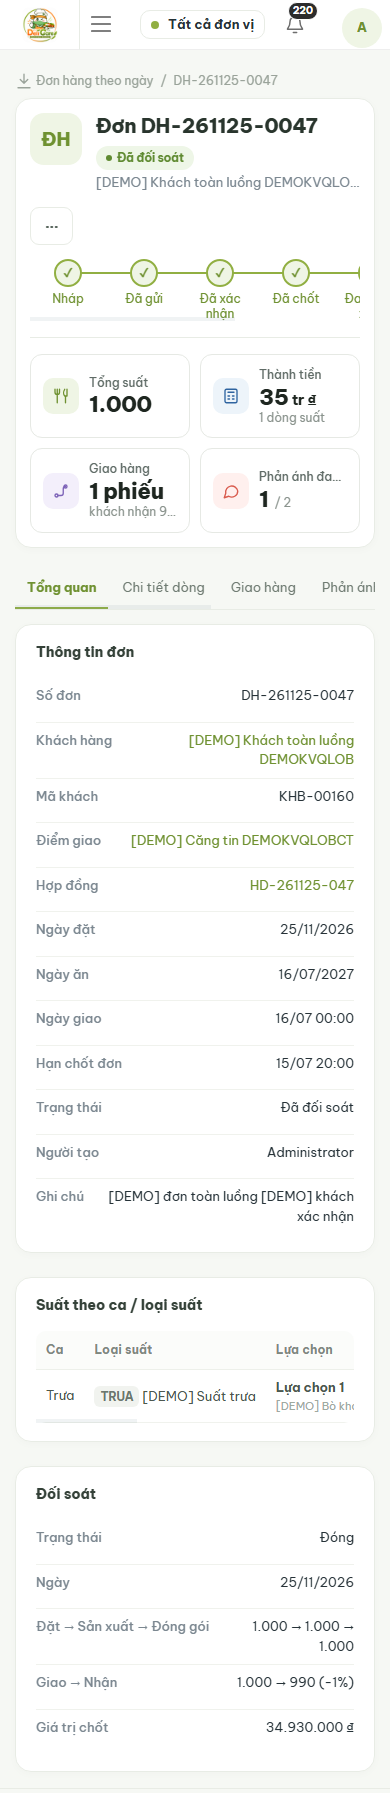 Tất cả đơn vị
220
A
Đơn hàng theo ngày / DH-261125-0047
ĐH
Đơn DH-261125-0047
Đã đối soát
[DEMO] Khách toàn luồng DEMOKVQLO...
...
Nháp
Đã gửi
Đã xác nhận
Đã chốt
Tổng suất
1.000
Thành tiền
35 tr ₫
1 dòng suất
Giao hàng
1 phiếu
khách nhận 9...
Phản ánh đa...
1 / 2
Tổng quan
Chi tiết dòng
Giao hàng
Phản ánh
Thông tin đơn
Số đơn
DH-261125-0047
Khách hàng
[DEMO] Khách toàn luồng
DEMOKVQLOB
Mã khách
KHB-00160
Điểm giao
[DEMO] Căng tin DEMOKVQLOBCT
Hợp đồng
HD-261125-047
Ngày đặt
25/11/2026
Ngày ăn
16/07/2027
Ngày giao
16/07 00:00
Hạn chốt đơn
15/07 20:00
Trạng thái
Đã đối soát
Người tạo
Administrator
Ghi chú
[DEMO] đơn toàn luồng [DEMO] khách
xác nhận
Suất theo ca / loại suất
Ca
Loại suất
Lựa chọn
Trưa
TRUA [DEMO] Suất trưa
Lựa chọn 1
[DEMO] Bò kho
Đối soát
Trạng thái
Đóng
Ngày
25/11/2026
Đặt → Sản xuất → Đóng gói
1.000 → 1.000 →
1.000
Giao → Nhận
1.000 → 990 (-1%)
Giá trị chốt
34.930.000 ₫